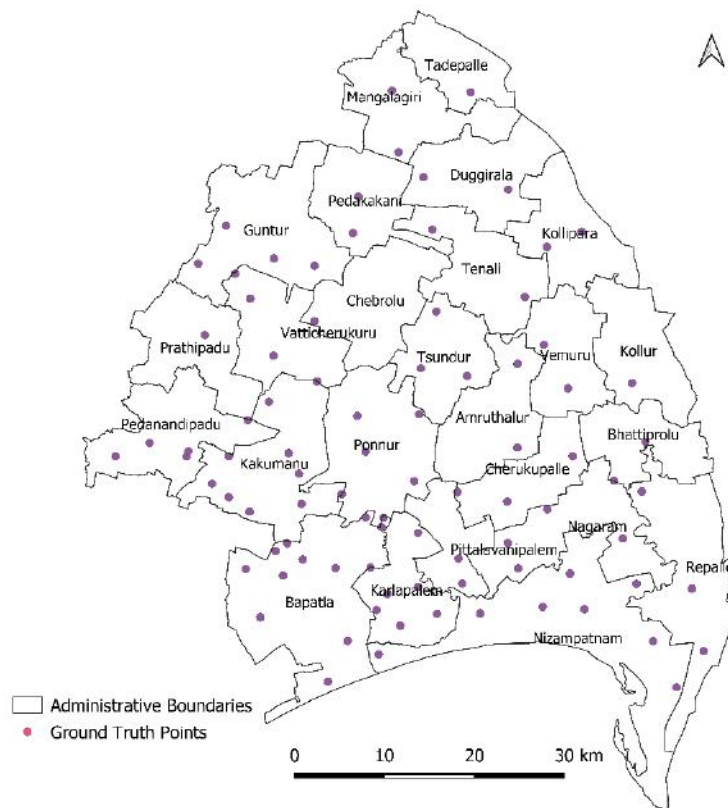 Tadepalle
Mangalagiri
Duggirala
Pedakakani
Guntur
Kollipara
Tenali
Chebrolu
Vatticherukuru
Prathipadu
Tsundur
Vemuru
Kollur
Pedanandipadu
Amruthalur
Ponnur
Bhattiprolu
Kakumanu
Cherukupalle
Nagaram
Pittalavanipalem
Repalle
Karlapalem
Bapatla
Nizampatnam
Administrative Boundaries
Ground Truth Points
0 10 20 30 km